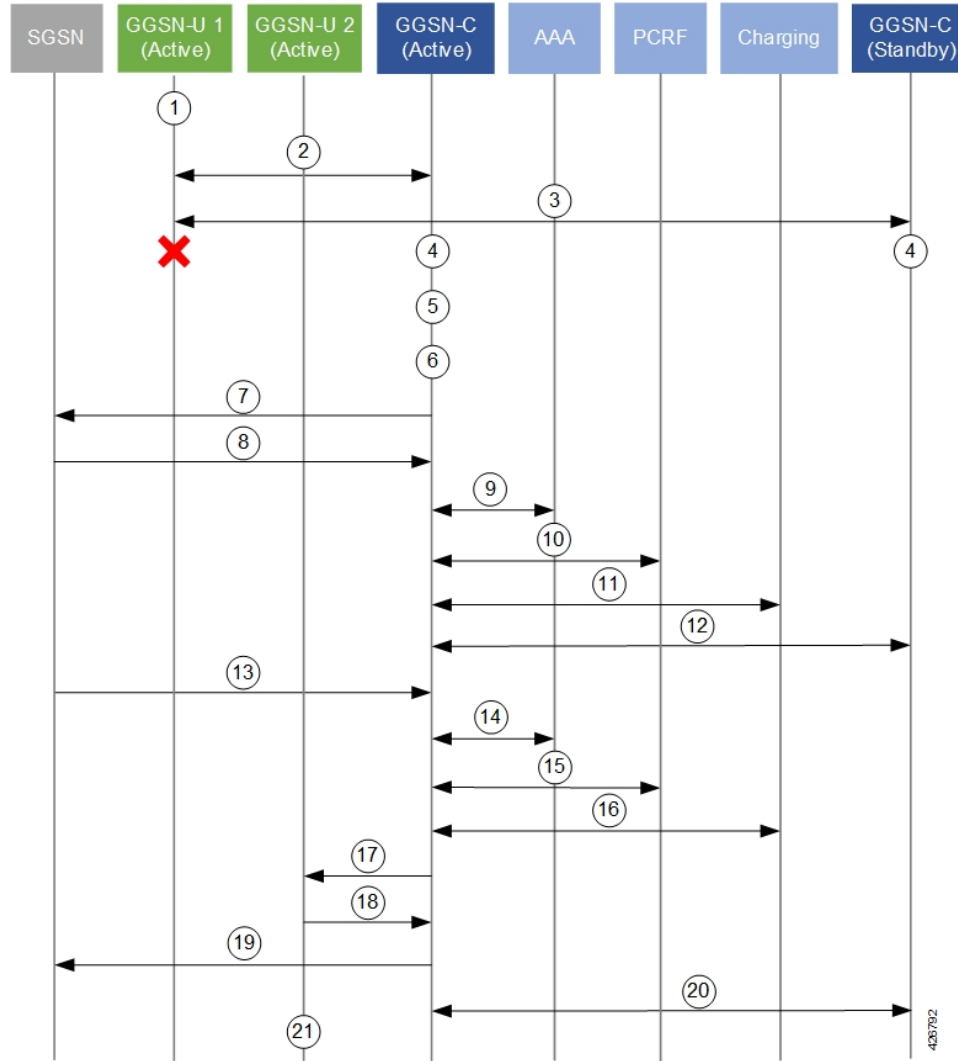 SGSN
GGSN-U 1
(Active)
GGSN-U 2
(Active)
GGSN-C
(Active)
AAA
PCRF
Charging
GGSN-C
(Standby)
1
2
3
4
4
5
6
7
8
9
10
11
12
13
14
15
16
17
18
19
20
21
426792